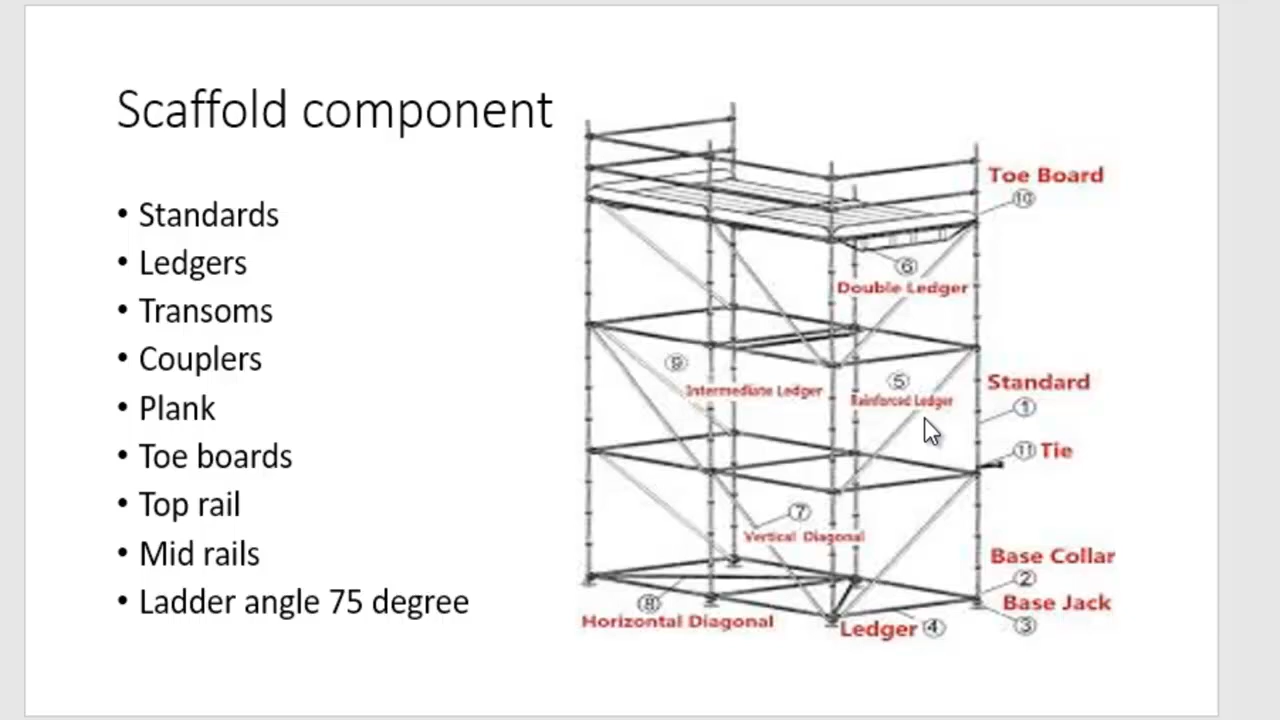 Scaffold component
• Standards
• Ledgers
• Transoms
• Couplers
• Plank
• Toe boards
• Top rail
• Mid rails
• Ladder angle 75 degree
Toe Board
10
6
Double Ledger
9
Intermediate Ledger
5
Reinforced Ledger
Standard
1
11 Tie
7
Vertical Diagonal
Base Collar
2
Base Jack
3
8
Horizontal Diagonal
Ledger 4